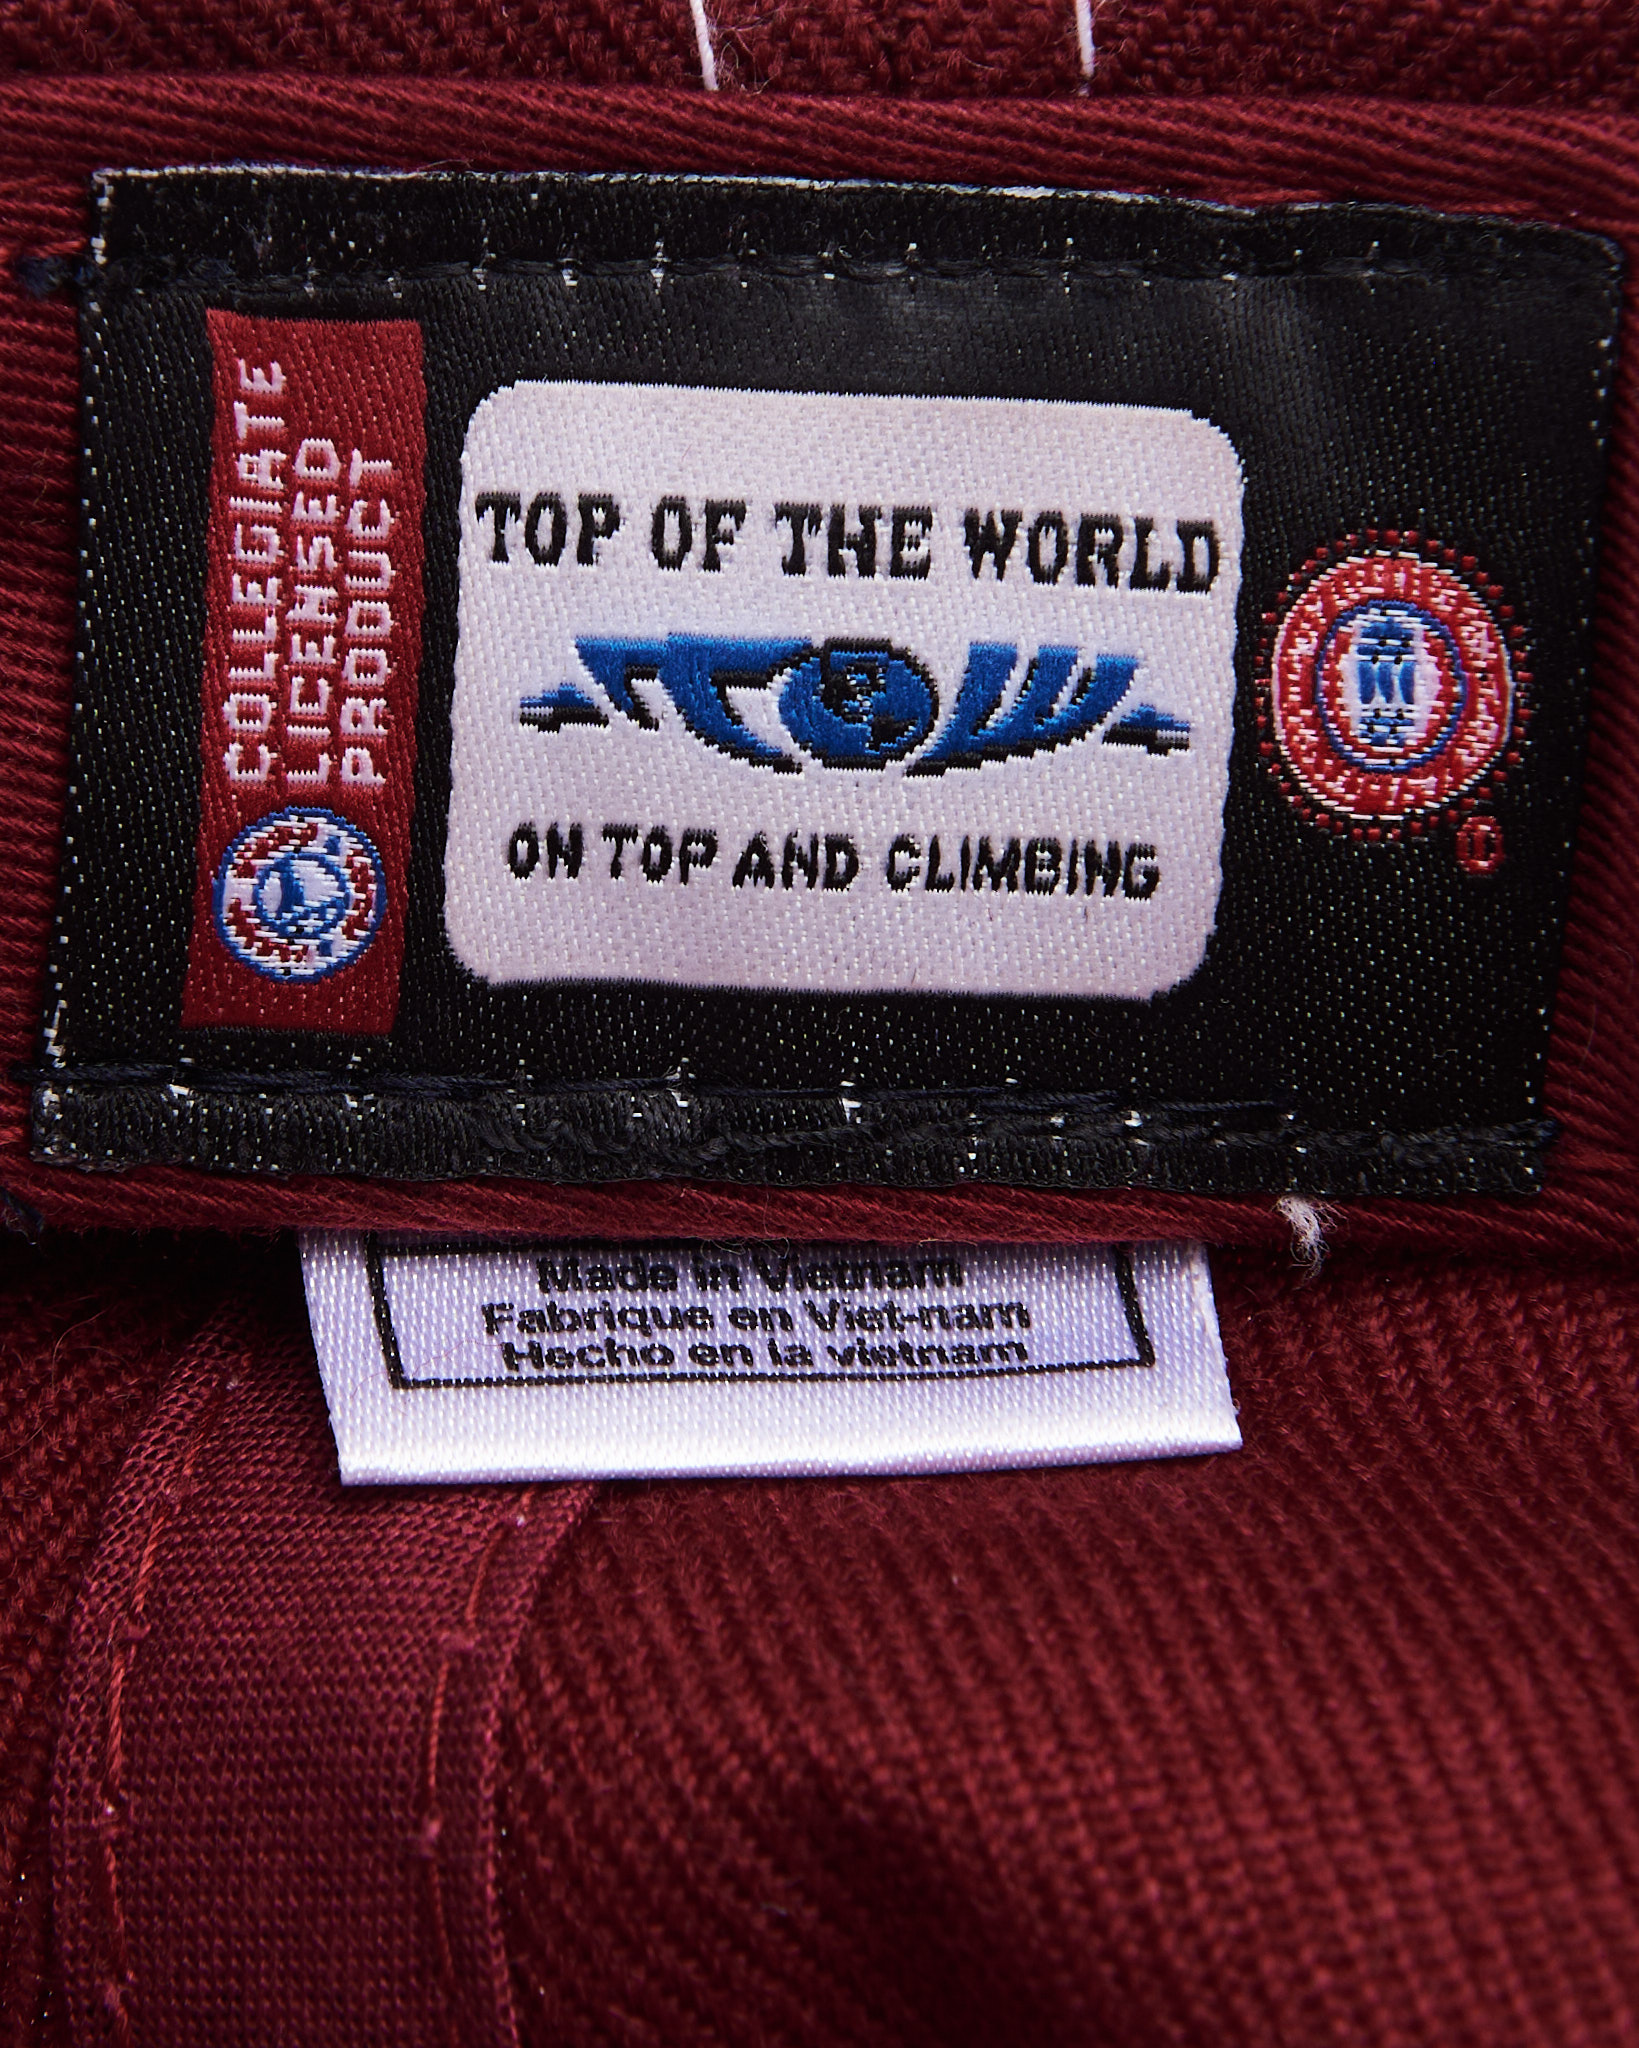 COLLEGIATE
LICENSED
PRODUCT
TOP OF THE WORLD
ON TOP AND CLIMBING
Made in Vietnam
Fabrique en Viet-nam
Hecho en la vietnam